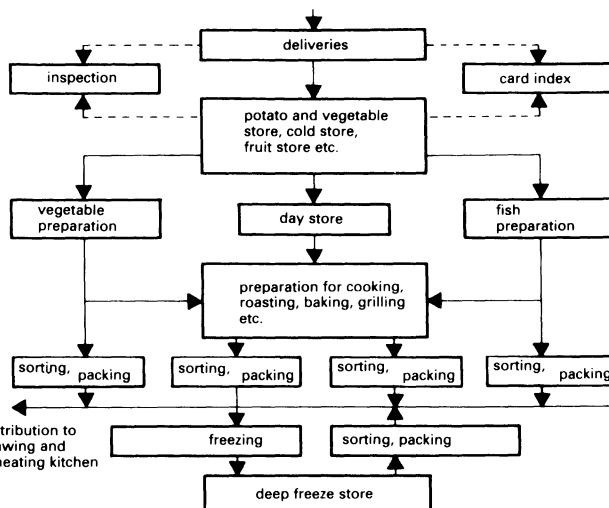 deliveries
inspection
card index
potato and vegetable
store, cold store,
fruit store etc.
vegetable
preparation
day store
fish
preparation
preparation for cooking,
roasting, baking, grilling
etc.
sorting, packing
sorting, packing
sorting, packing
sorting, packing
tribution to
awing and
heating kitchen
freezing
sorting, packing
deep freeze store